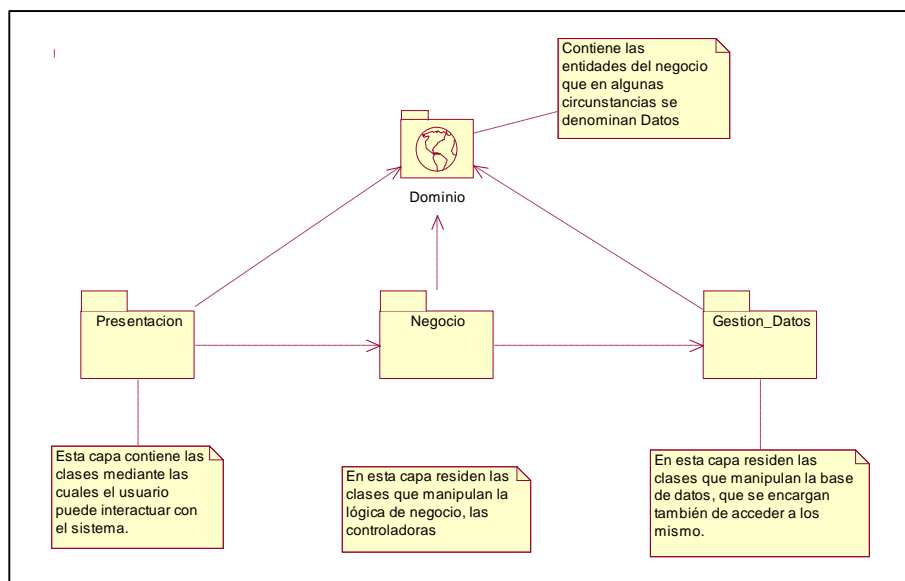 Contiene las
entidades del negocio
que en algunas
circunstancias se
denominan Datos
Dominio
Presentacion
Negocio
Gestion_Datos
Esta capa contiene las
clases mediante las
cuales el usuario
puede interactuar con
el sistema.
En esta capa residen las
clases que manipulan la
lógica de negocio, las
controladoras
En esta capa residen las
clases que manipulan la base
de datos, que se encargan
también de acceder a los
mismo.